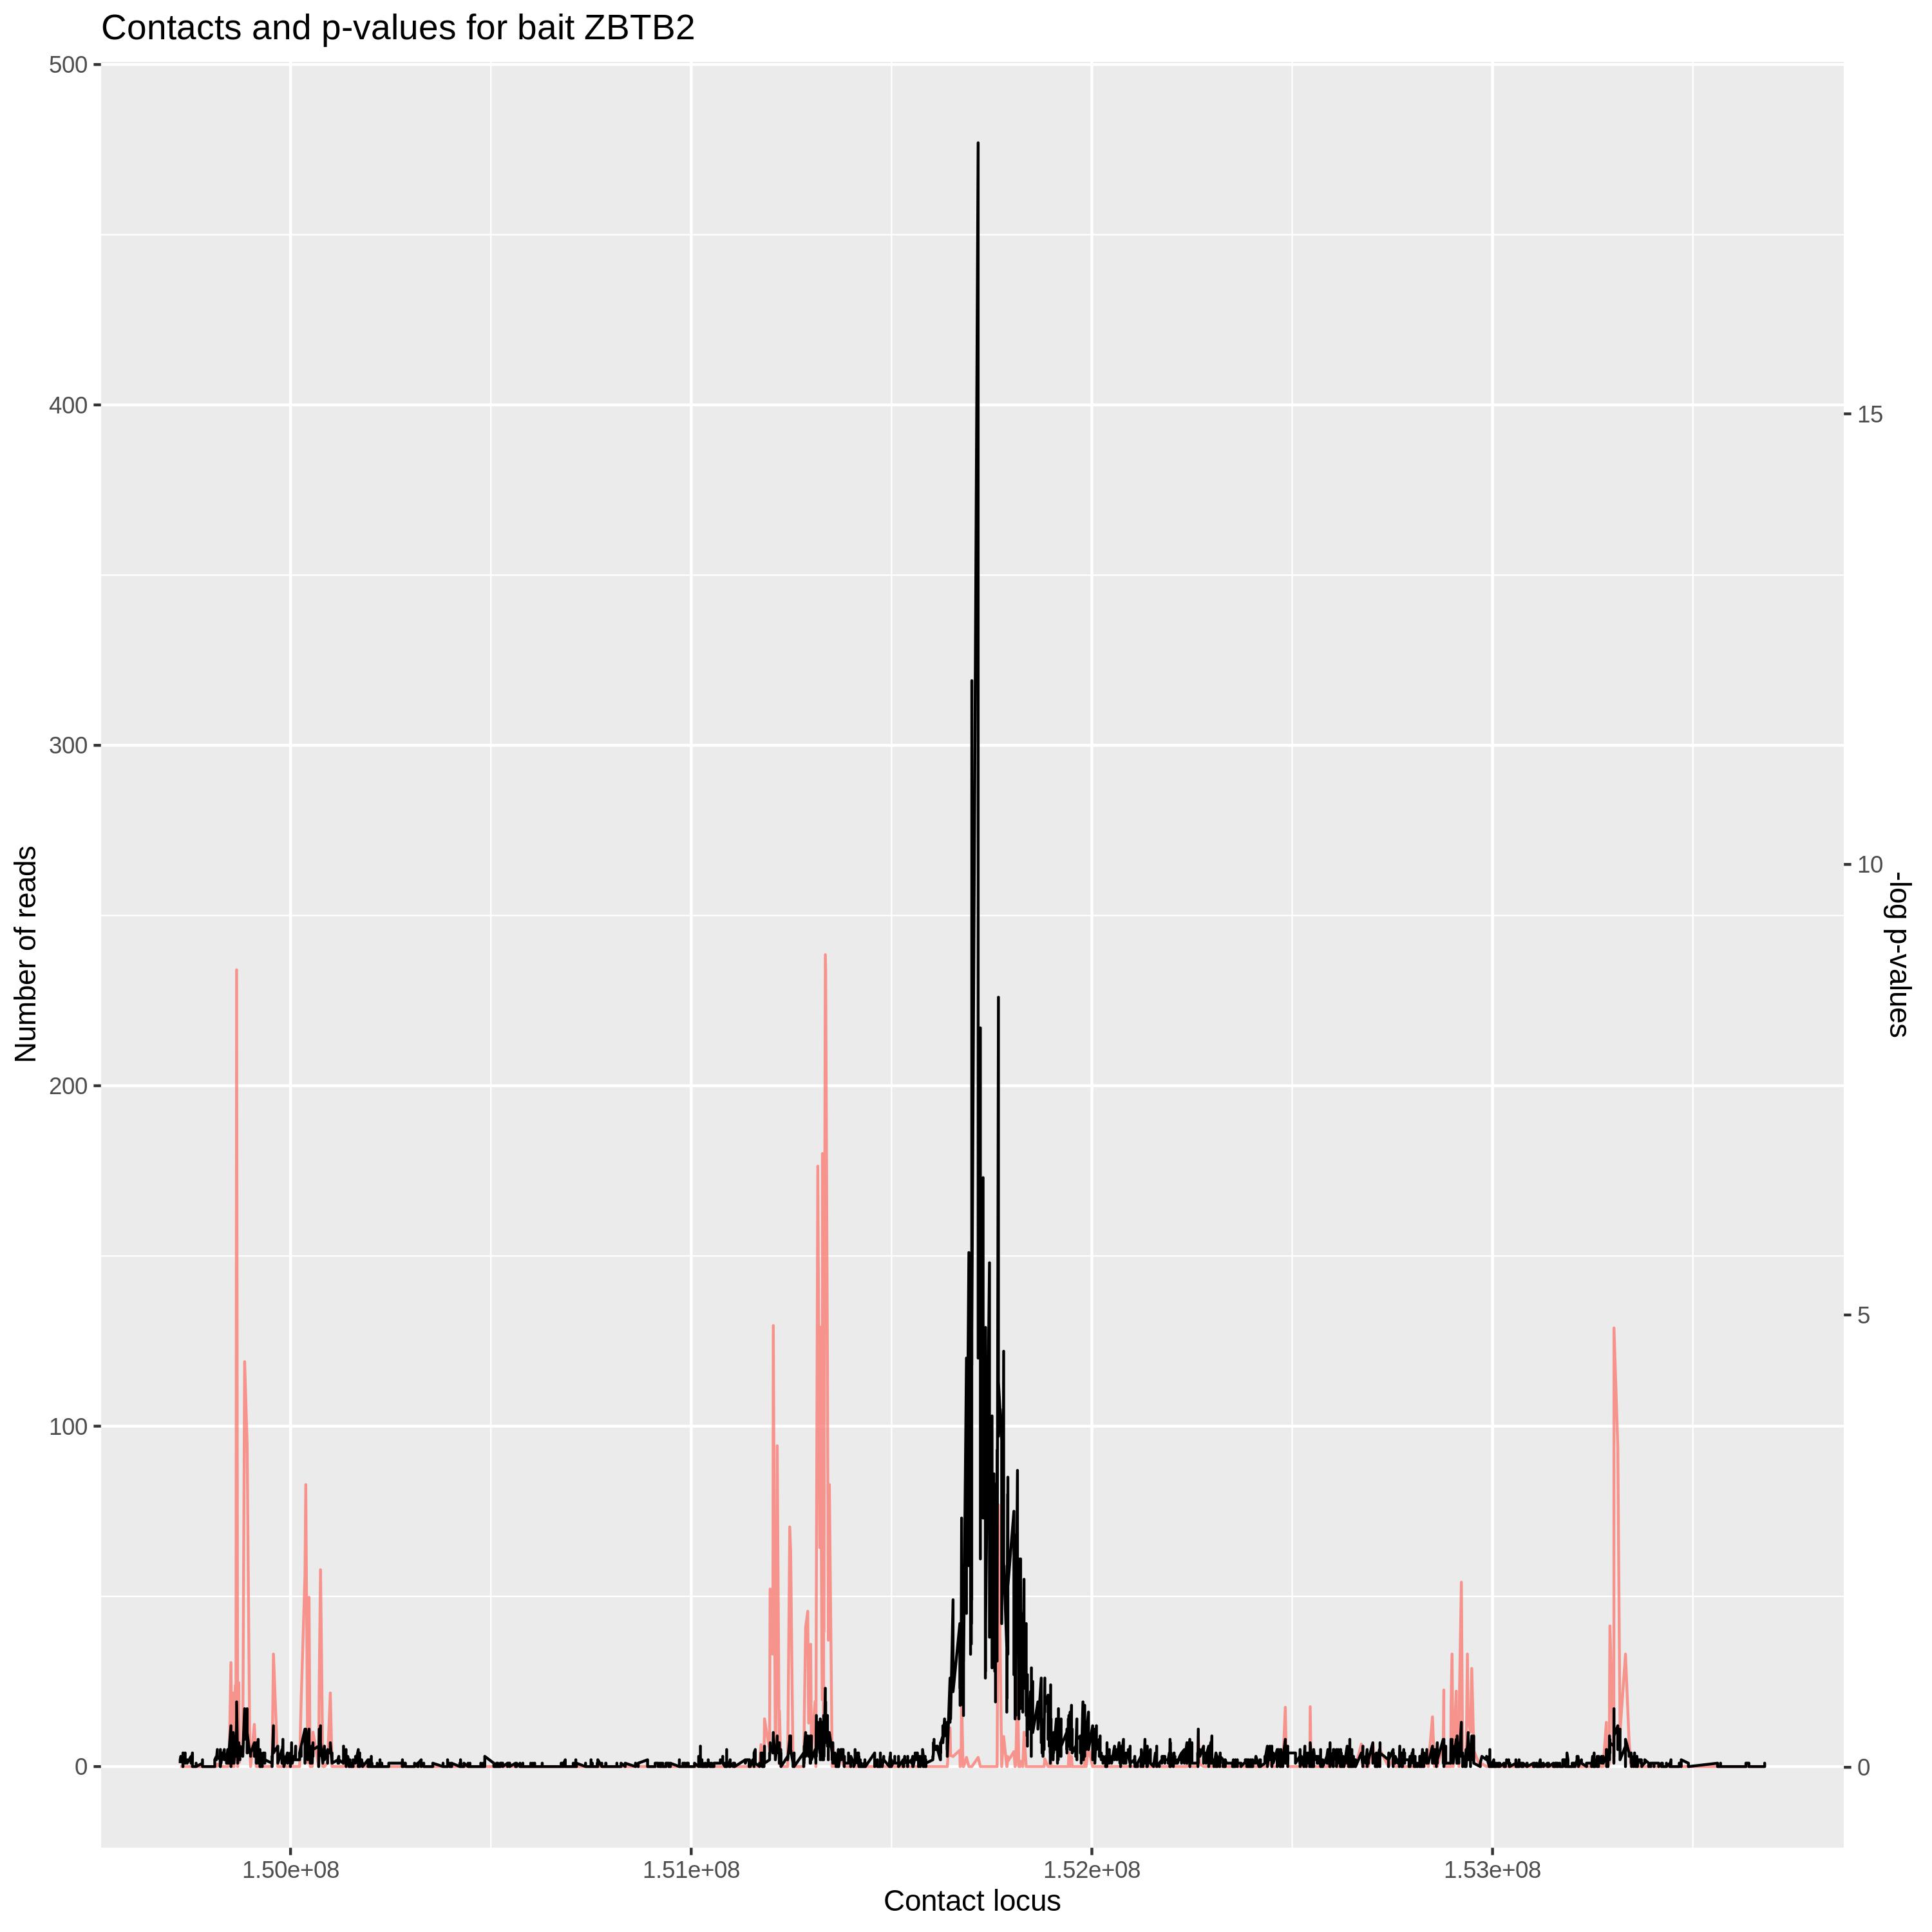 Contacts and p-values for bait ZBTB2
500
400
300
200
100
0
Number of reads
15
10
5
0
-log p-values
1.50e+08
1.51e+08
1.52e+08
1.53e+08
Contact locus